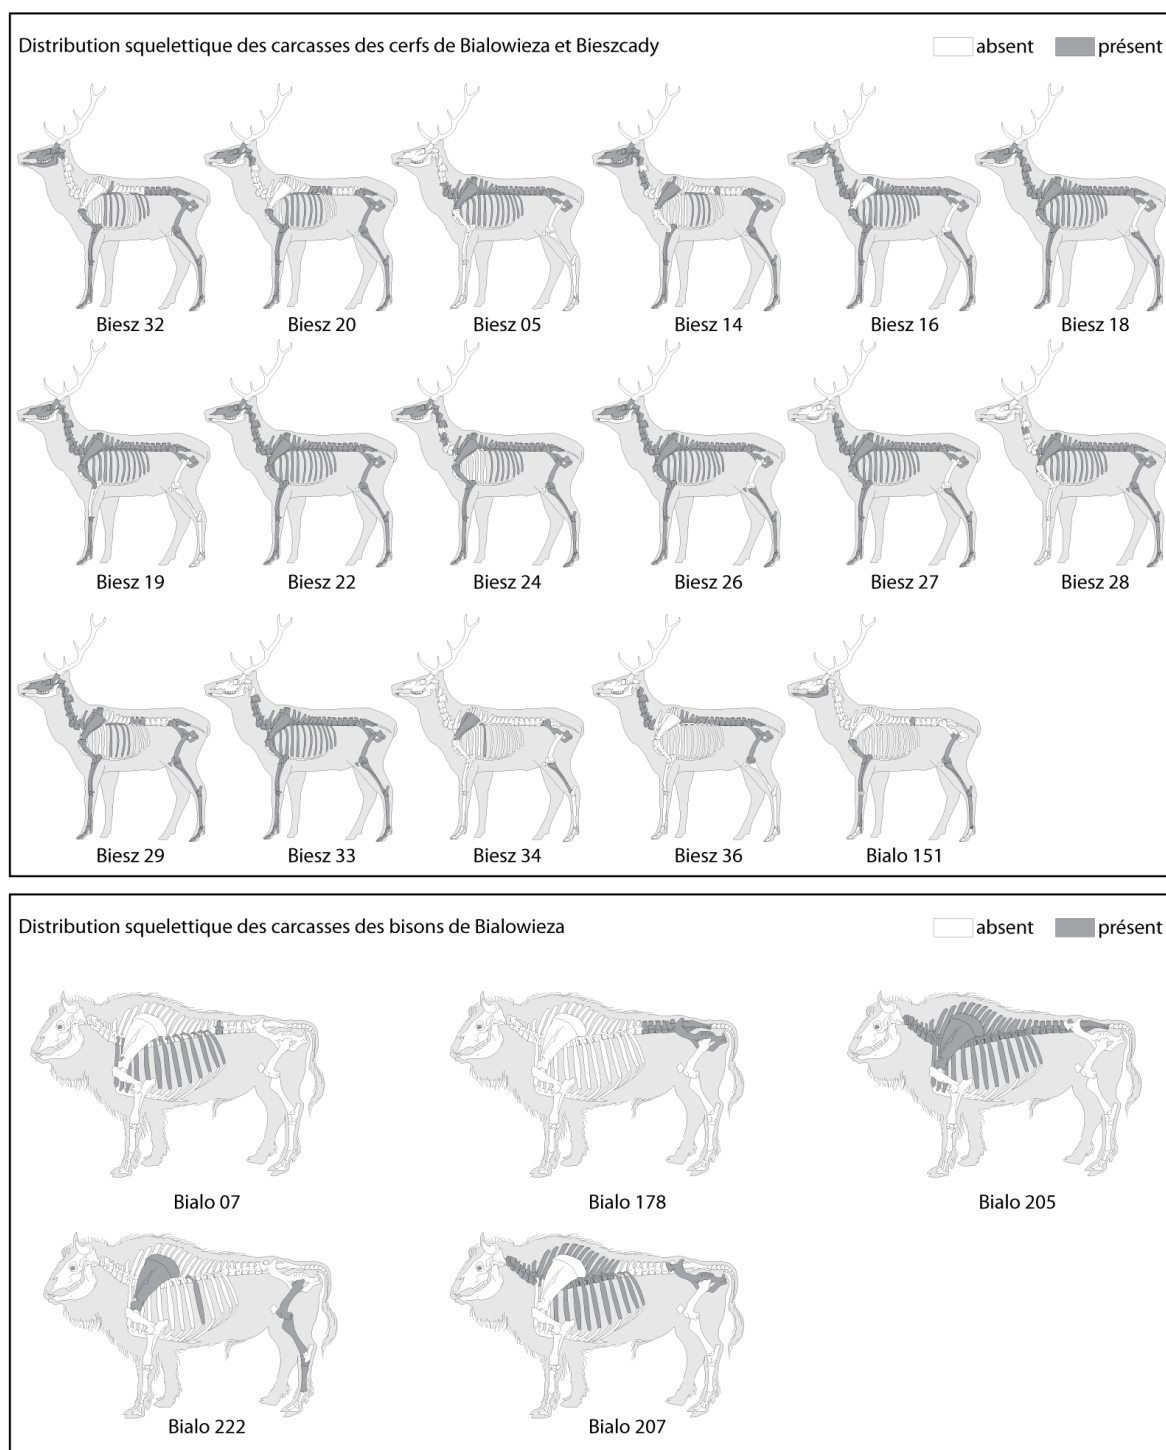 Distribution squelettique des carcasses des cerfs de Bialowieza et Bieszcady absent présent
Biesz 32 Biesz 20 Biesz 05 Biesz 14 Biesz 16 Biesz 18
Biesz 19 Biesz 22 Biesz 24 Biesz 26 Biesz 27 Biesz 28
Biesz 29 Biesz 33 Biesz 34 Biesz 36 Bialo 151
Distribution squelettique des carcasses des bisons de Bialowieza absent présent
Bialo 07 Bialo 178 Bialo 205
Bialo 222 Bialo 207